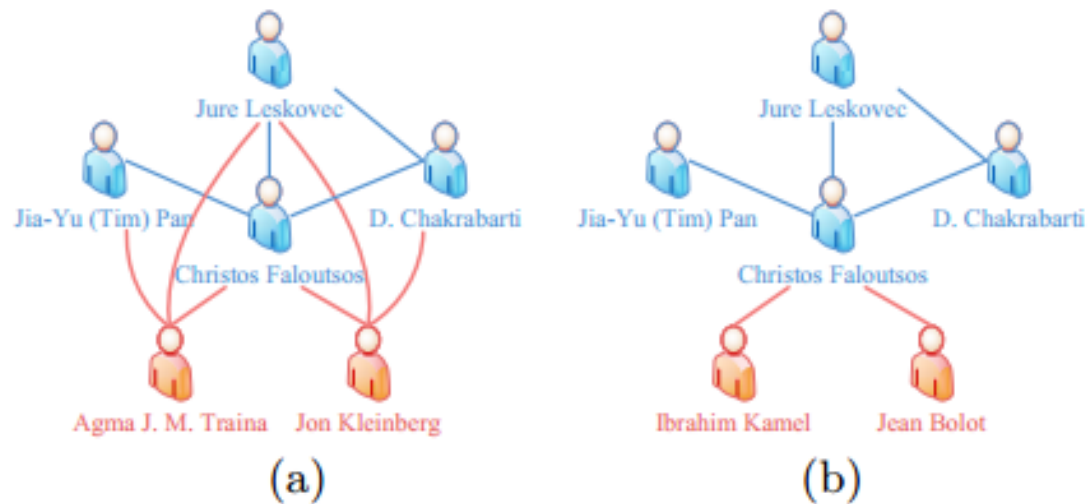 Jure Leskovec
Jia-Yu (Tim) Pan
D. Chakrabarti
Christos Faloutsos
Agma J. M. Traina
Jon Kleinberg
(a)
Jure Leskovec
Jia-Yu (Tim) Pan
D. Chakrabarti
Christos Faloutsos
Ibrahim Kamel
Jean Bolot
(b)